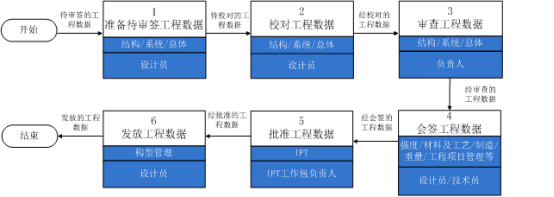 待审签的工
程数据
待校对的工
程数据
经校对的工
程数据
开始
1
准备待审签工程数据
结构/系统/总体
设计员
2
校对工程数据
结构/系统/总体
设计员
3
审查工程数据
结构/系统/总体
负责人
经审查的
工程数据
发放的工程
数据
经批准的工
程数据
经会签的
工程数据
结束
6
发放工程数据
构型管理
设计员
5
批准工程数据
IPT
IPT工作包负责人
4
会签工程数据
强度/材料及工艺/制造/
重量/工程项目管理等
设计员/技术员